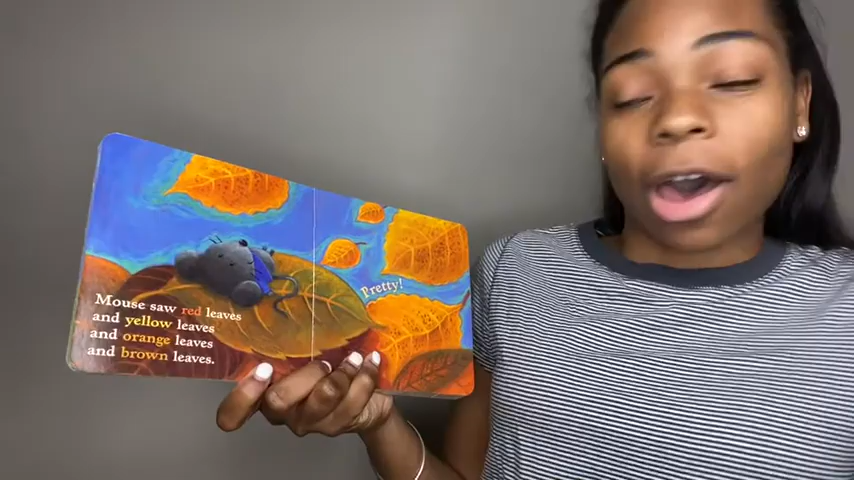 Mouse saw red leaves
and yellow leaves
and orange leaves
and brown leaves.
Pretty!